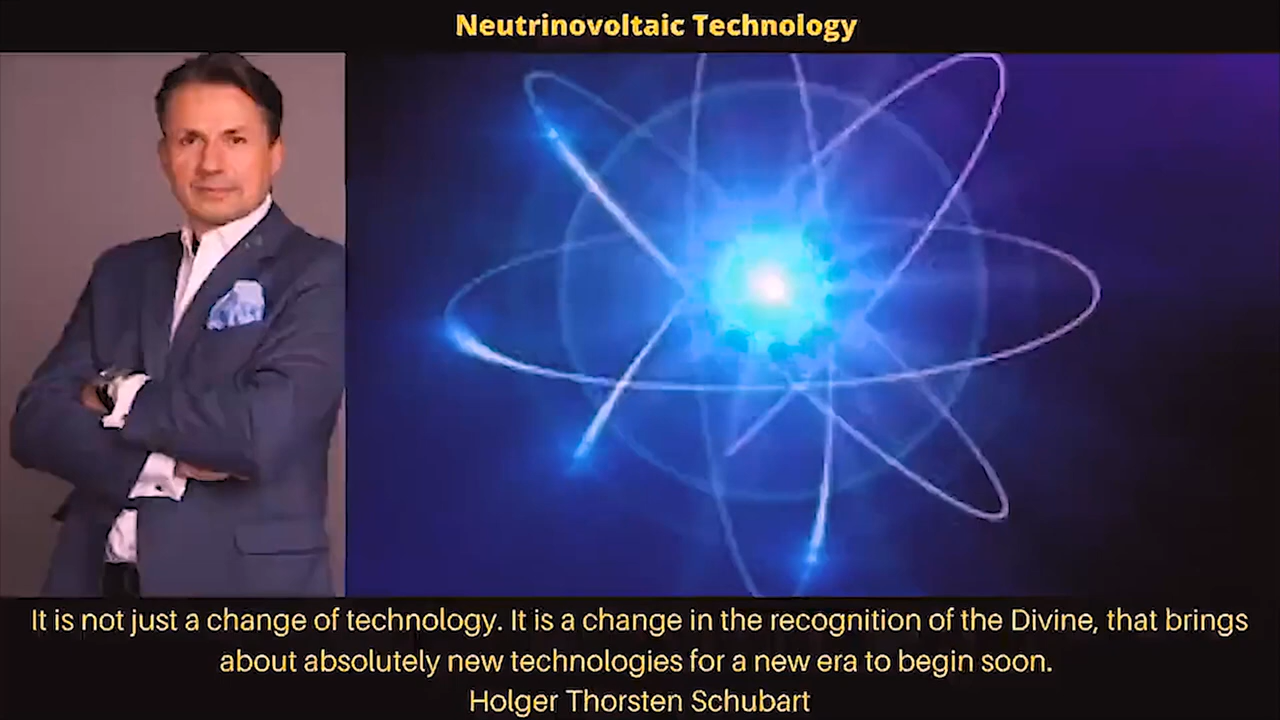 Neutrinovoltaic Technology
It is not just a change of technology. It is a change in the recognition of the Divine, that brings
about absolutely new technologies for a new era to begin soon.
Holger Thorsten Schubart